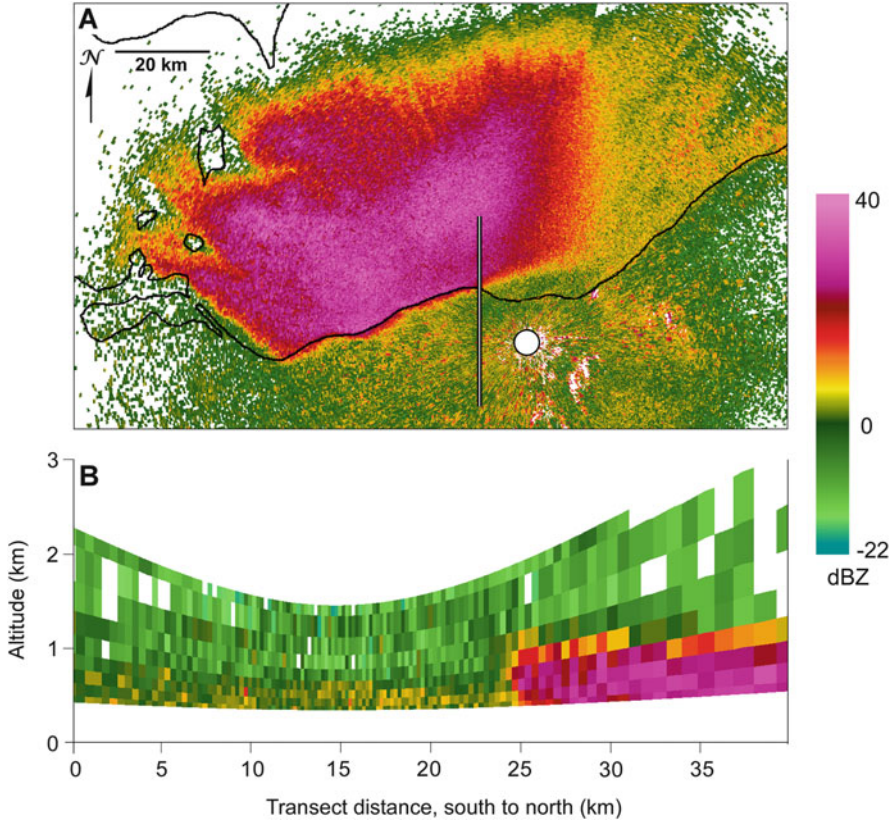 A
N
20 km
40
0
-22
dBZ
B
3
2
1
0
Altitude (km)
0 5 10 15 20 25 30 35
Transect distance, south to north (km)